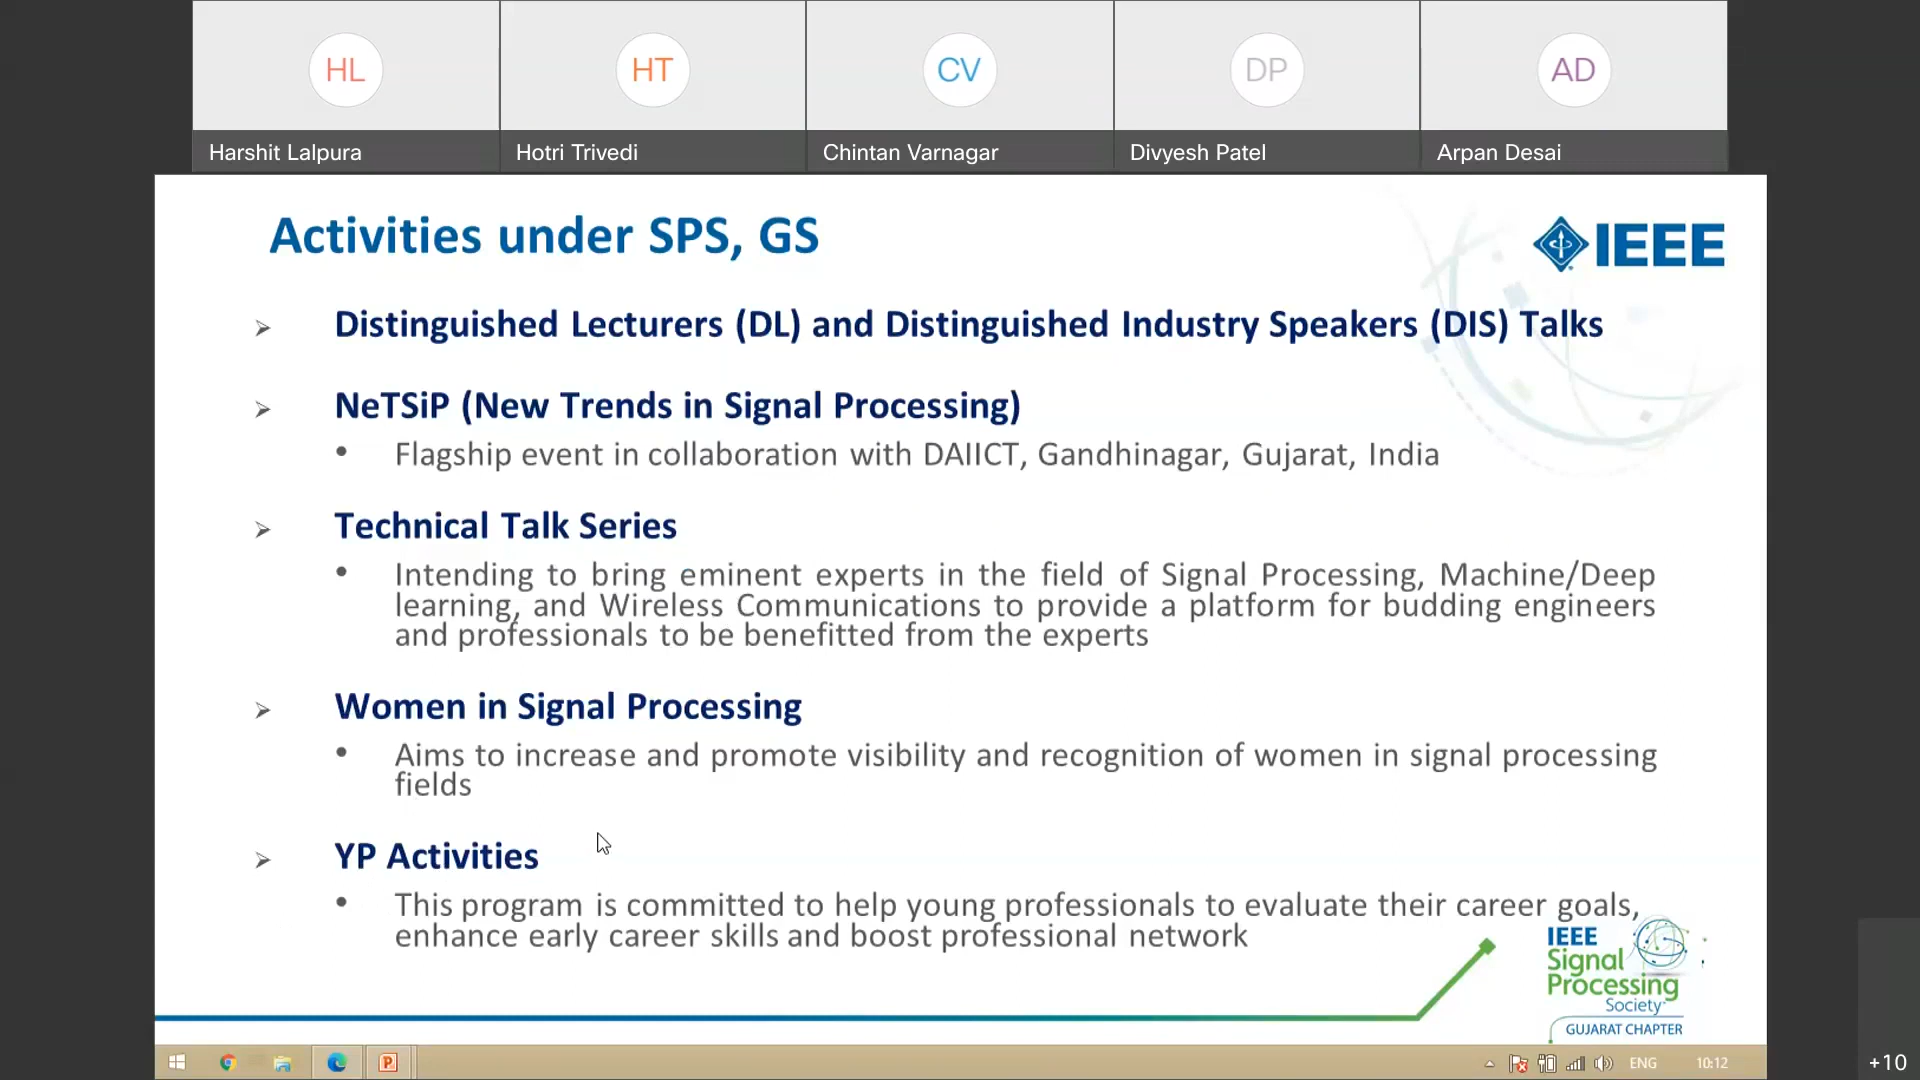 HL
HT
CV
DP
AD
Harshit Lalpura
Hotri Trivedi
Chintan Varnagar
Divyesh Patel
Arpan Desai
Activities under SPS, GS
IEEE
Distinguished Lecturers (DL) and Distinguished Industry Speakers (DIS) Talks
NeTSiP (New Trends in Signal Processing)
Flagship event in collaboration with DAIICT, Gandhinagar, Gujarat, India
Technical Talk Series
Intending to bring eminent experts in the field of Signal Processing, Machine/Deep
learning, and Wireless Communications to provide a platform for budding engineers
and professionals to be benefitted from the experts
Women in Signal Processing
Aims to increase and promote visibility and recognition of women in signal processing
fields
YP Activities
This program is committed to help young professionals to evaluate their career goals,
enhance early career skills and boost professional network
IEEE
Signal
Processing
Society
GUJARAT CHAPTER
ENG
10:12
+10